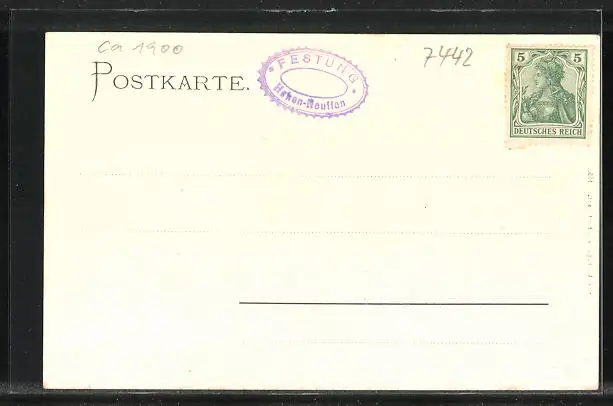 ca 1900
7442
POSTKARTE.
FESTUNG
Hohen-Neuffen
5 5
DEUTSCHES REICH